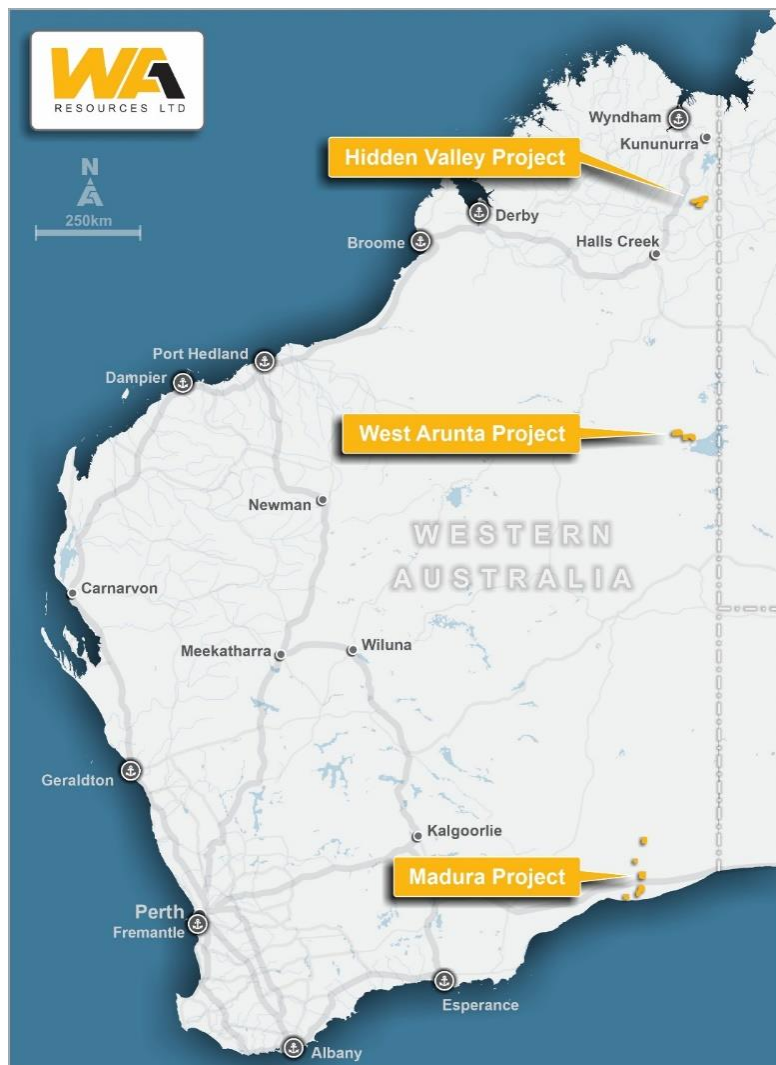 WA
RESOURCES LTD
N
250km
Wyndham
Kununurra
Hidden Valley Project
Derby
Broome
Halls Creek
Port Hedland
Dampier
West Arunta Project
Newman
WESTERN
AUSTRALIA
Carnarvon
Meekatharra
Wiluna
Geraldton
Kalgoorlie
Madura Project
Perth
Fremantle
Esperance
Albany